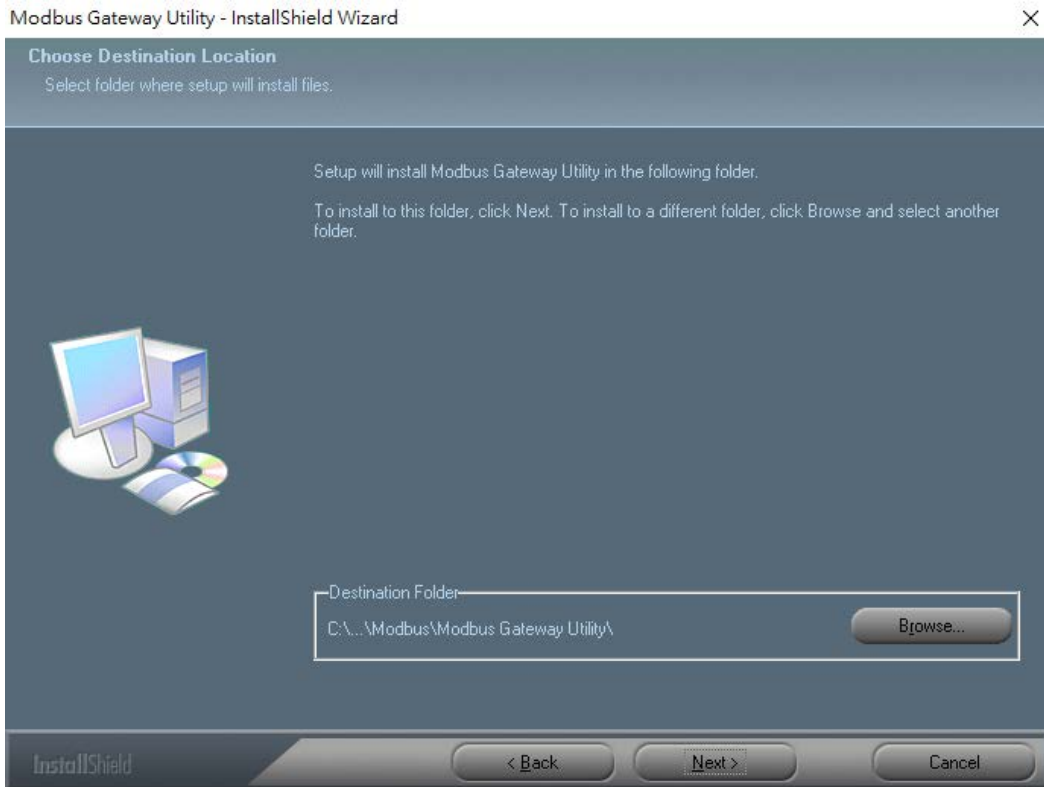 Modbus Gateway Utility - InstallShield Wizard
Choose Destination Location
Select folder where setup will install files.
Setup will install Modbus Gateway Utility in the following folder.
To install to this folder, click Next. To install to a different folder, click Browse and select another
folder.
Destination Folder
C:\...\Modbus\Modbus Gateway Utility\
Browse...
InstallShield
< Back
Next >
Cancel